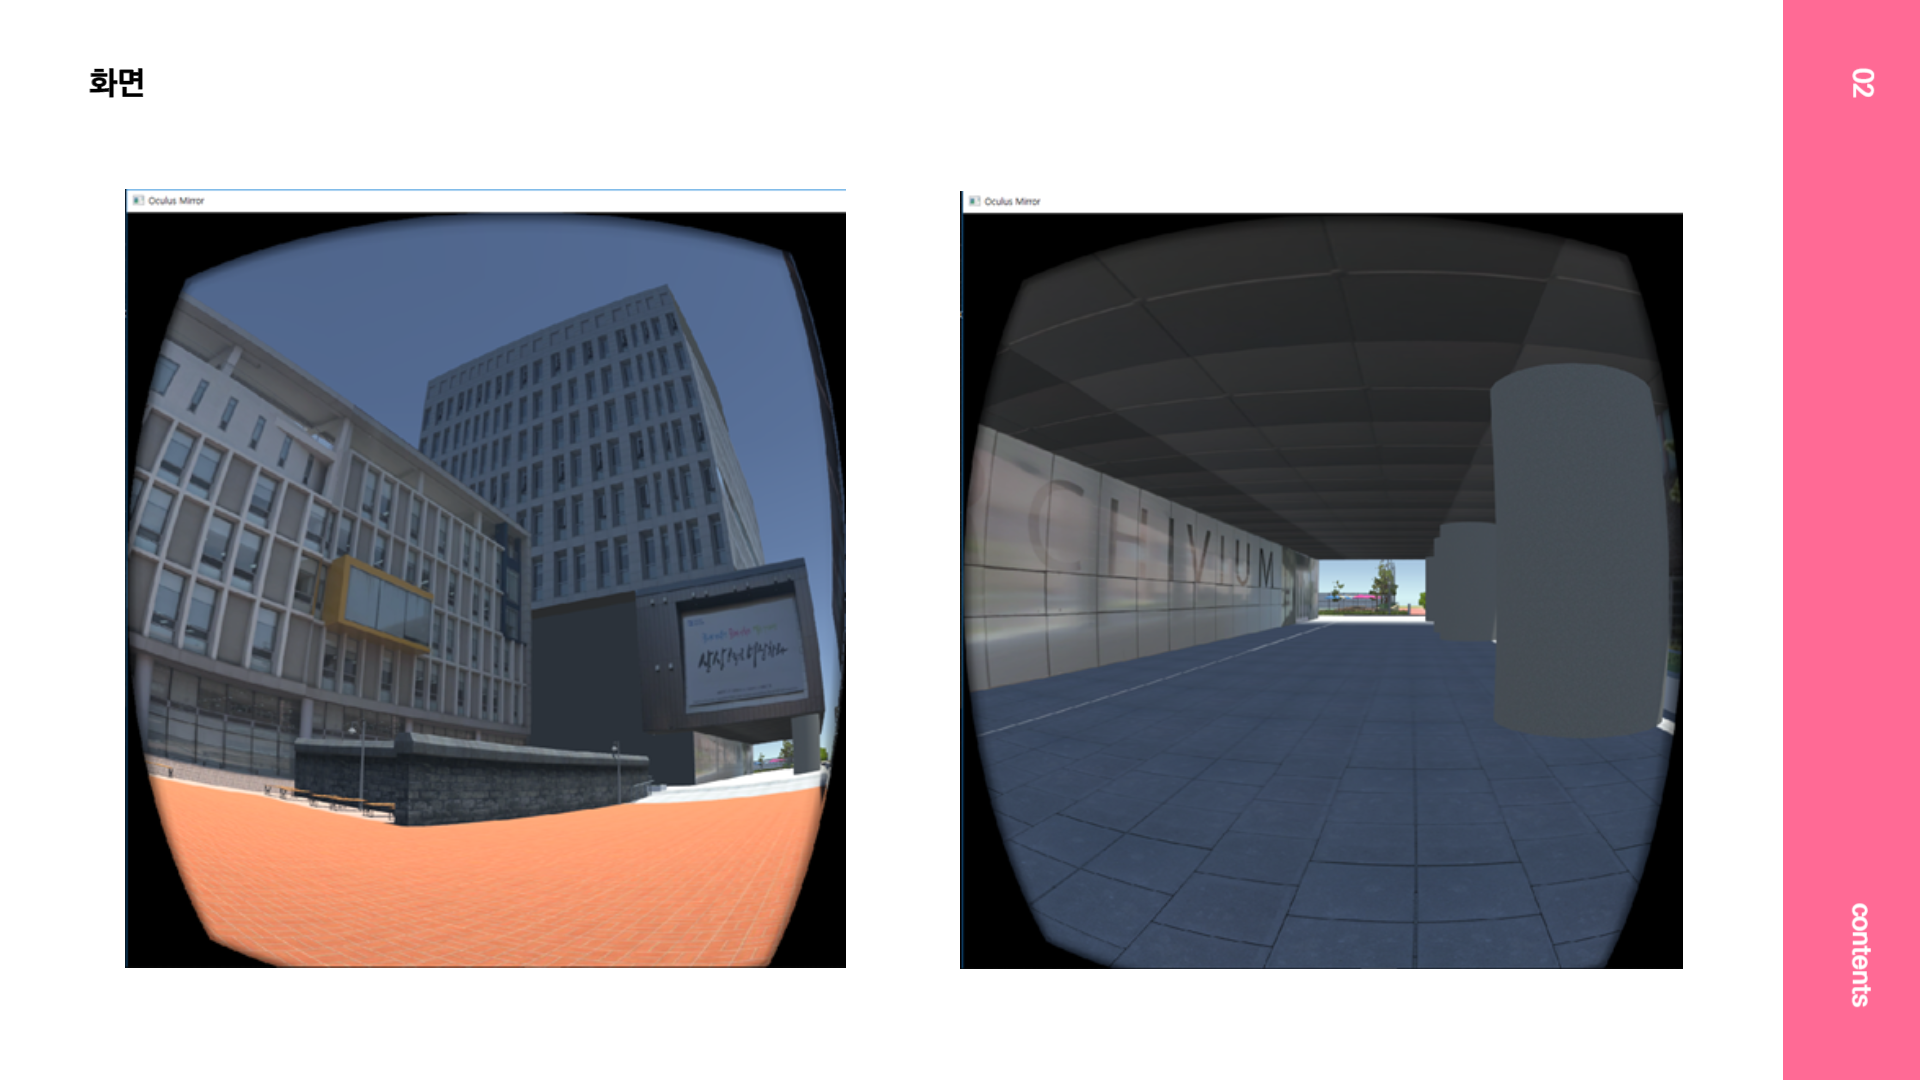 화면
02
Oculus Mirror
Oculus Mirror
CHIVIUM
contents